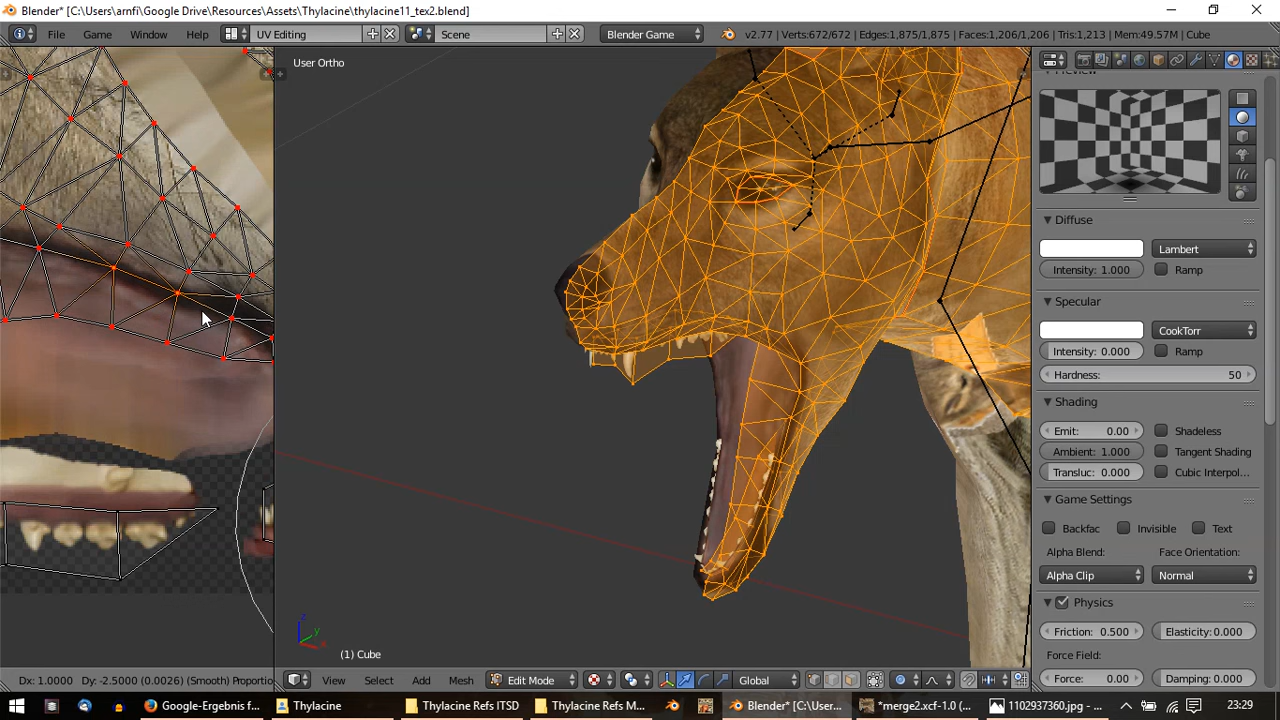 Blender* [C:\Users\arnfi\Google Drive\Resources\Assets\Thylacine\thylacine11_tex2.blend]
File Game Window Help UV Editing Scene Blender Game v2.77 | Verts:672/672 | Edges:1,875/1,875 | Faces:1,206/1,206 | Tris:1,213 | Mem:49.57M | Cube
User Ortho
Preview
Diffuse
Lambert
Intensity: 1.000 Ramp
Specular
CookTorr
Intensity: 0.000 Ramp
Hardness: 50
Shading
Emit: 0.00 Shadeless
Ambient: 1.000 Tangent Shading
Transluc: 0.000 Cubic Interpol...
Game Settings
Backfac Invisible Text
Alpha Blend: Face Orientation:
Alpha Clip Normal
Physics
Friction: 0.500 Elasticity:0.000
Force Field:
Force: 0.00 Damping: 0.000
z
y
x
(1) Cube
Dx: 1.0000 Dy: -2.5000 (0.0026) (Smooth) Proportio
View Select Add Mesh Edit Mode Global
Google-Ergebnis f... Thylacine Thylacine Refs ITSD Thylacine Refs M... Blender* [C:\User... *merge2.xcf-1.0 (... 1102937360.jpg - ... 23:29